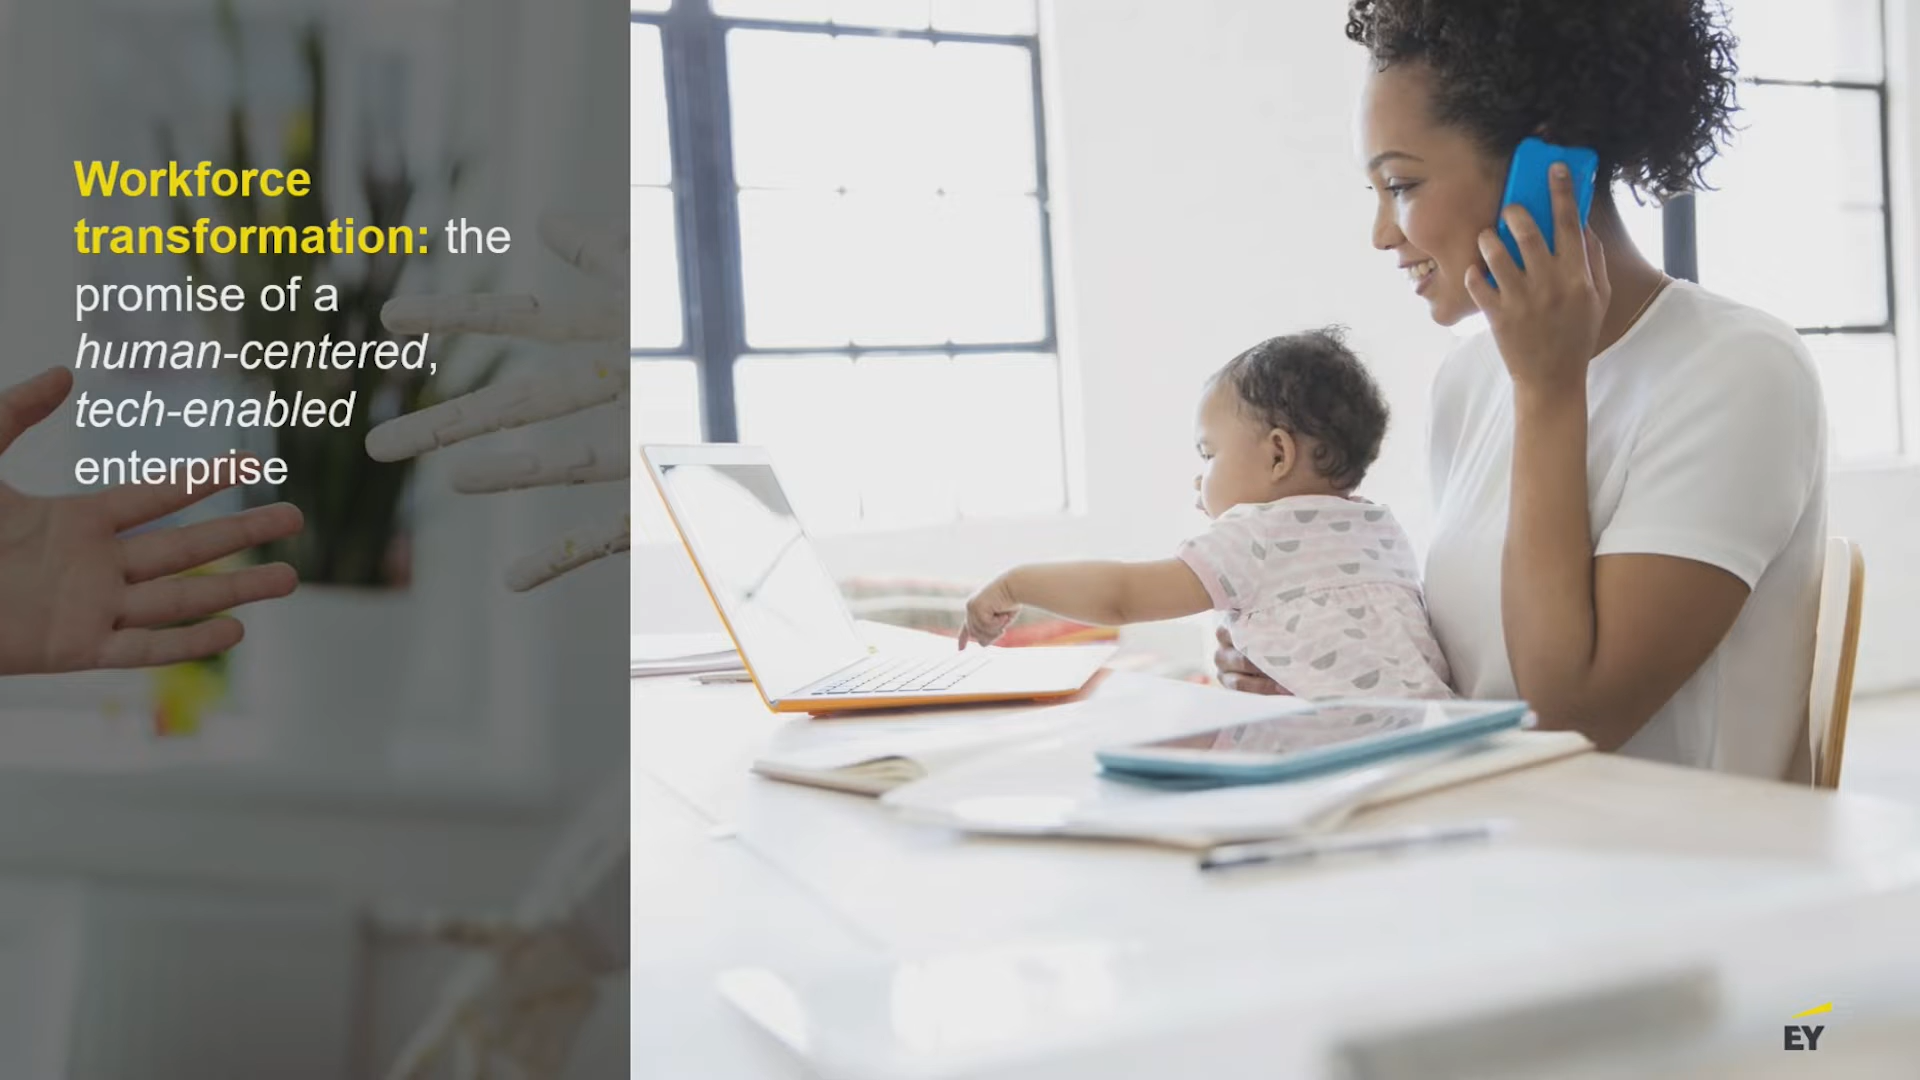 Workforce
transformation: the
promise of a
human-centered,
tech-enabled
enterprise
EY